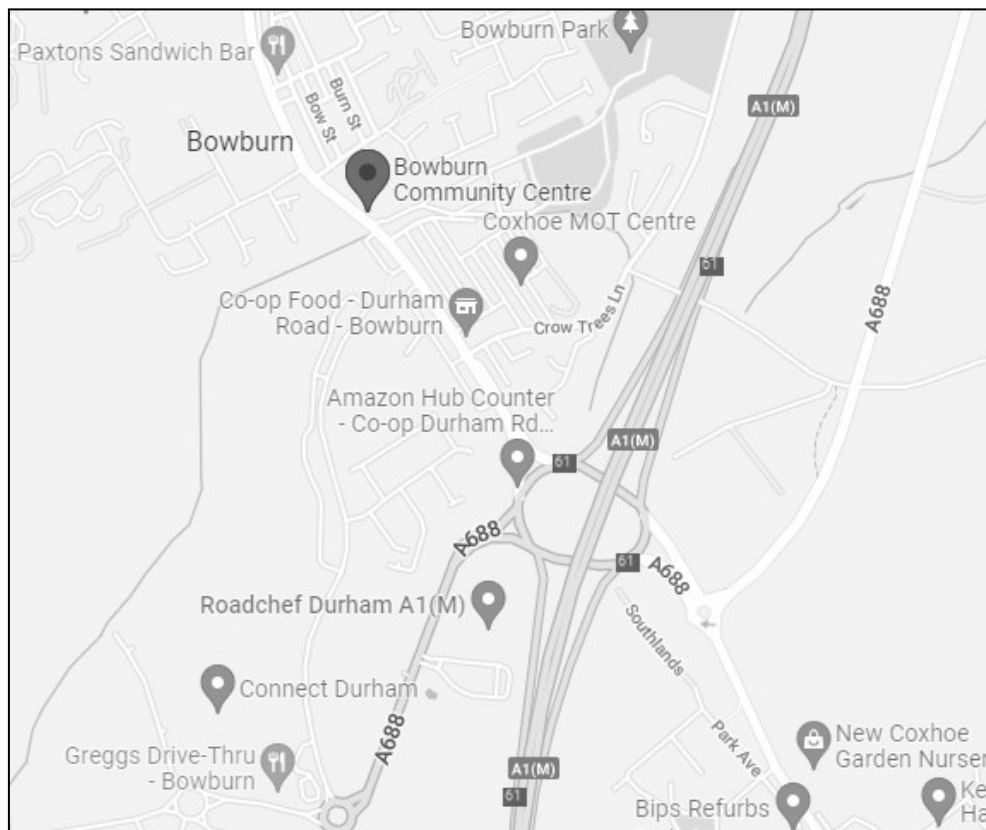 Bowburn Park
Paxtons Sandwich Bar
A1(M)
Burn St
Bow St
Bowburn
Bowburn
Community Centre
Coxhoe MOT Centre
61
A688
Co-op Food - Durham
Road - Bowburn
Crow Trees Ln
Amazon Hub Counter
- Co-op Durham Rd...
A1(M)
61
A688
61
A688
Roadchef Durham A1(M)
Southlands
Connect Durham
A688
Park Ave
New Coxhoe
Garden Nurser
Greggs Drive-Thru
- Bowburn
A1(M)
61
Bips Refurbs
Ke
Ha